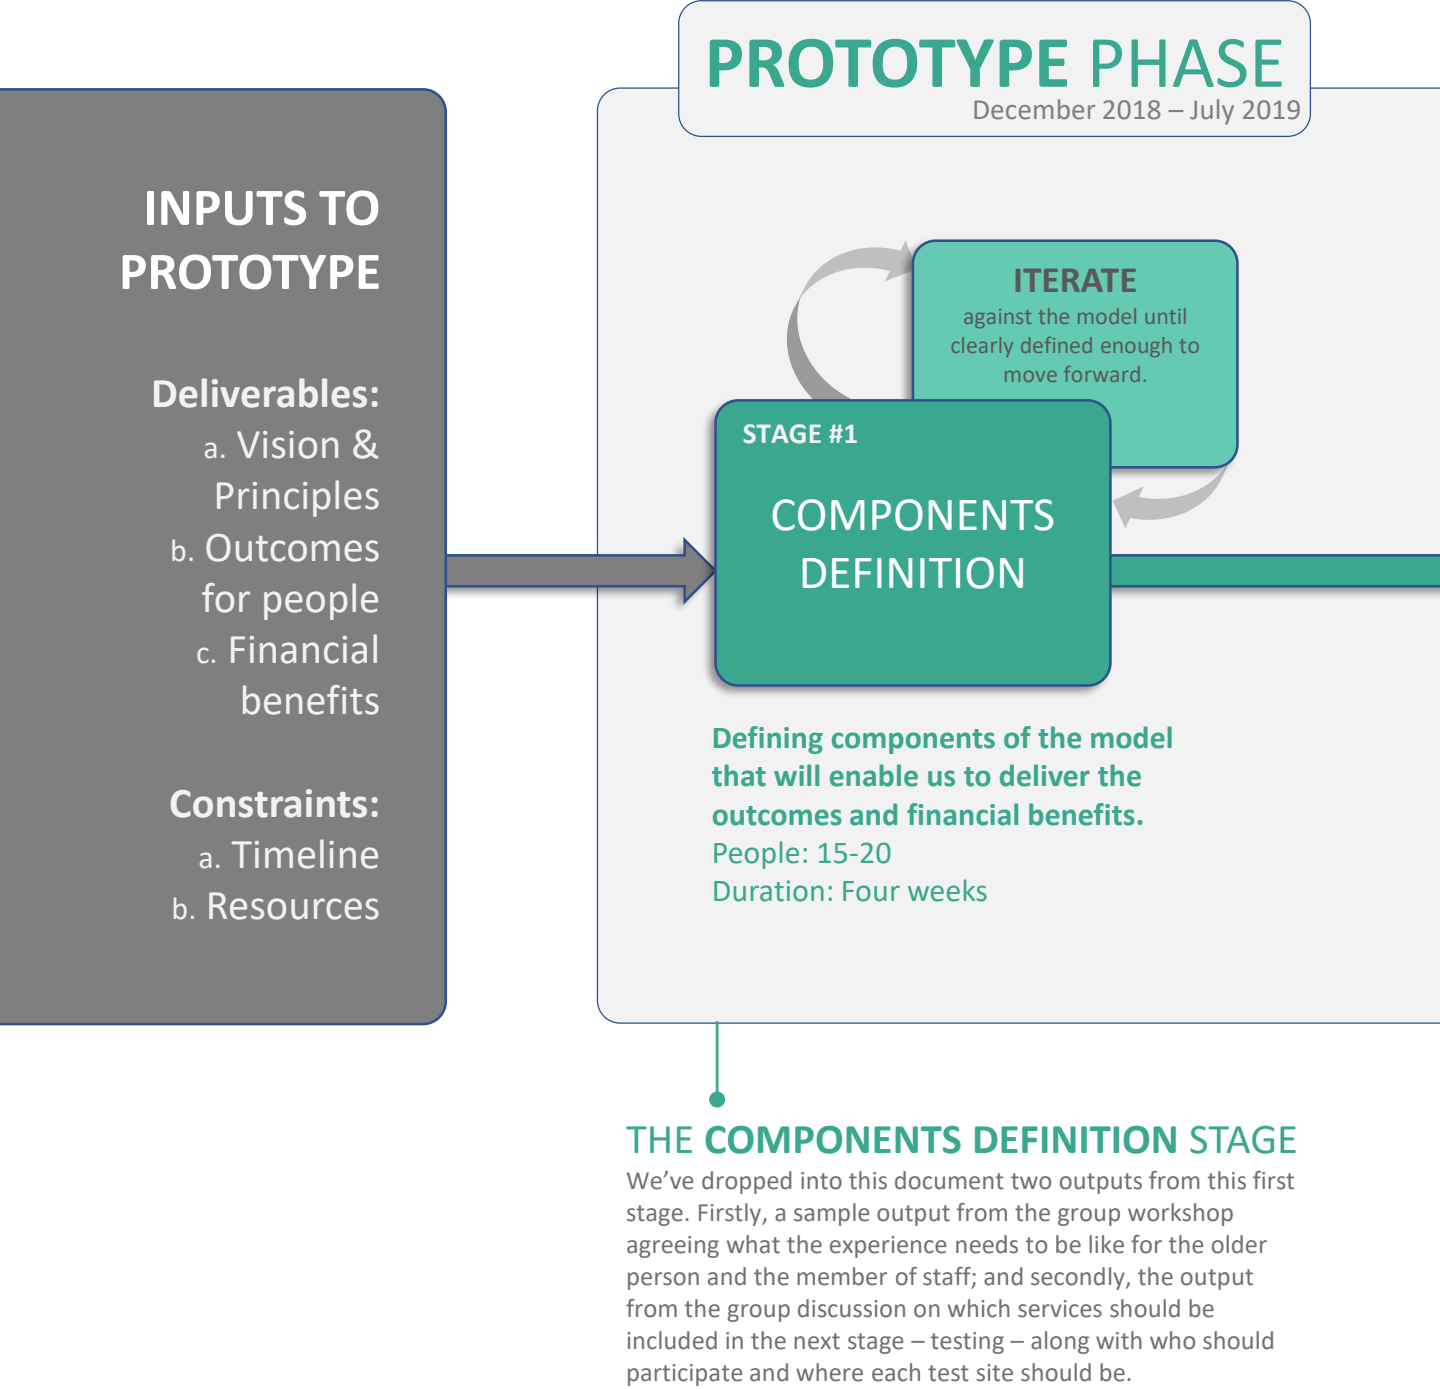 INPUTS TO
PROTOTYPE
Deliverables:
a. Vision &
Principles
b. Outcomes
for people
c. Financial
benefits
Constraints:
a. Timeline
b. Resources
PROTOTYPE PHASE
December 2018 – July 2019
ITERATE
against the model until
clearly defined enough to
move forward.
STAGE #1
COMPONENTS
DEFINITION
Defining components of the model
that will enable us to deliver the
outcomes and financial benefits.
People: 15-20
Duration: Four weeks
THE COMPONENTS DEFINITION STAGE
We’ve dropped into this document two outputs from this first
stage. Firstly, a sample output from the group workshop
agreeing what the experience needs to be like for the older
person and the member of staff; and secondly, the output
from the group discussion on which services should be
included in the next stage – testing – along with who should
participate and where each test site should be.